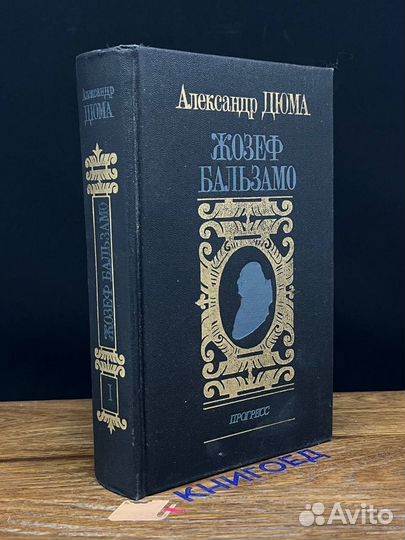 Александр
ДЮМА
ЖОЗЕФ БАЛЬЗАМО
1
Александр ДЮМА
ЖОЗЕФ
БАЛЬЗАМО
ПРОГРЕСС
КНИГОЕД
Avito